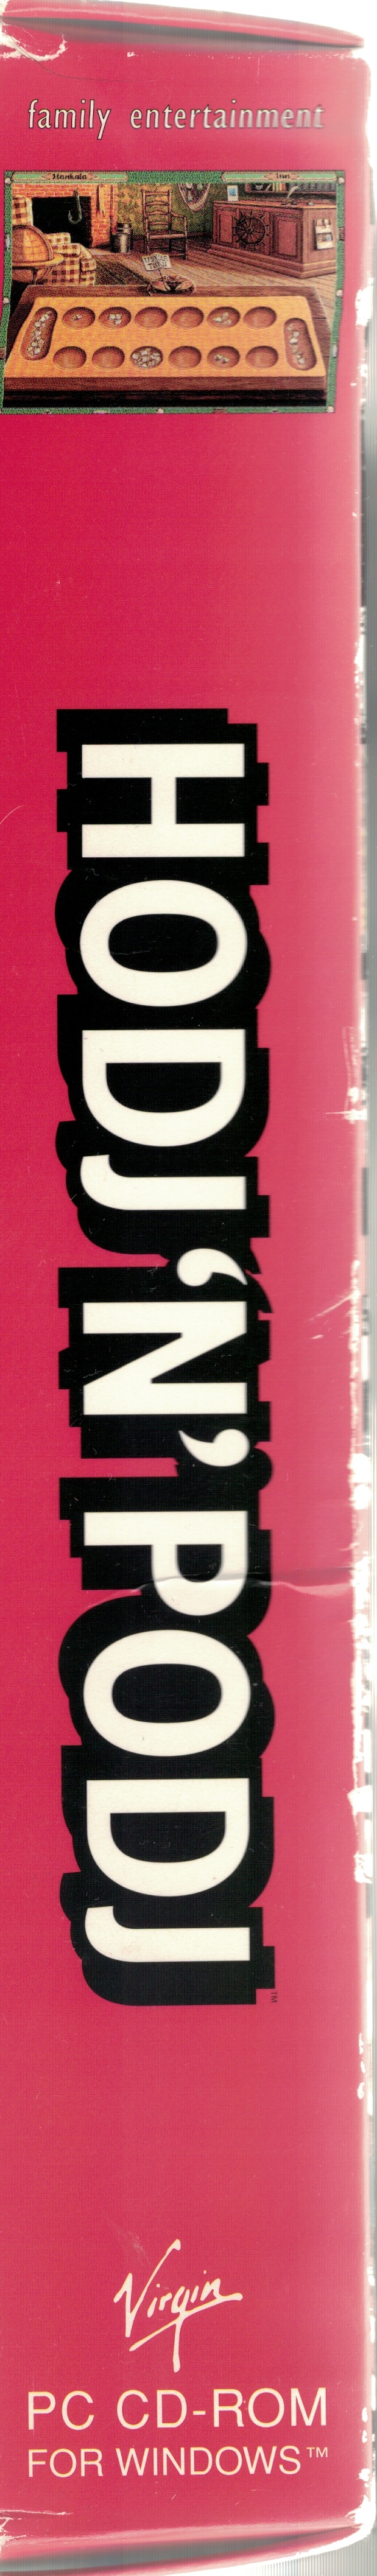 family entertainment
Mankala
HODJ 'N' PODJ™
Virgin
PC CD-ROM
FOR WINDOWS™